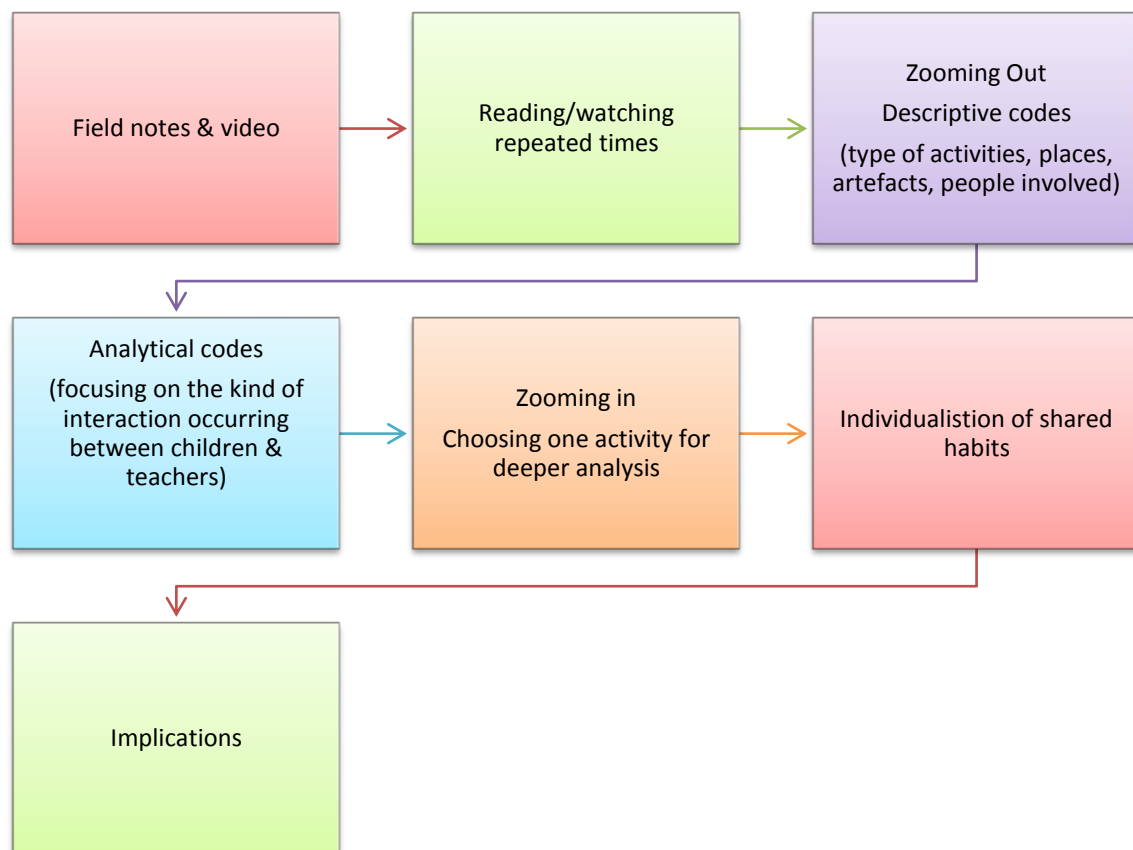 Field notes & video
Reading/watching
repeated times
Zooming Out
Descriptive codes
(type of activities, places,
artefacts, people involved)
Analytical codes
(focusing on the kind of
interaction occurring
between children &
teachers)
Zooming in
Choosing one activity for
deeper analysis
Individualistion of shared
habits
Implications